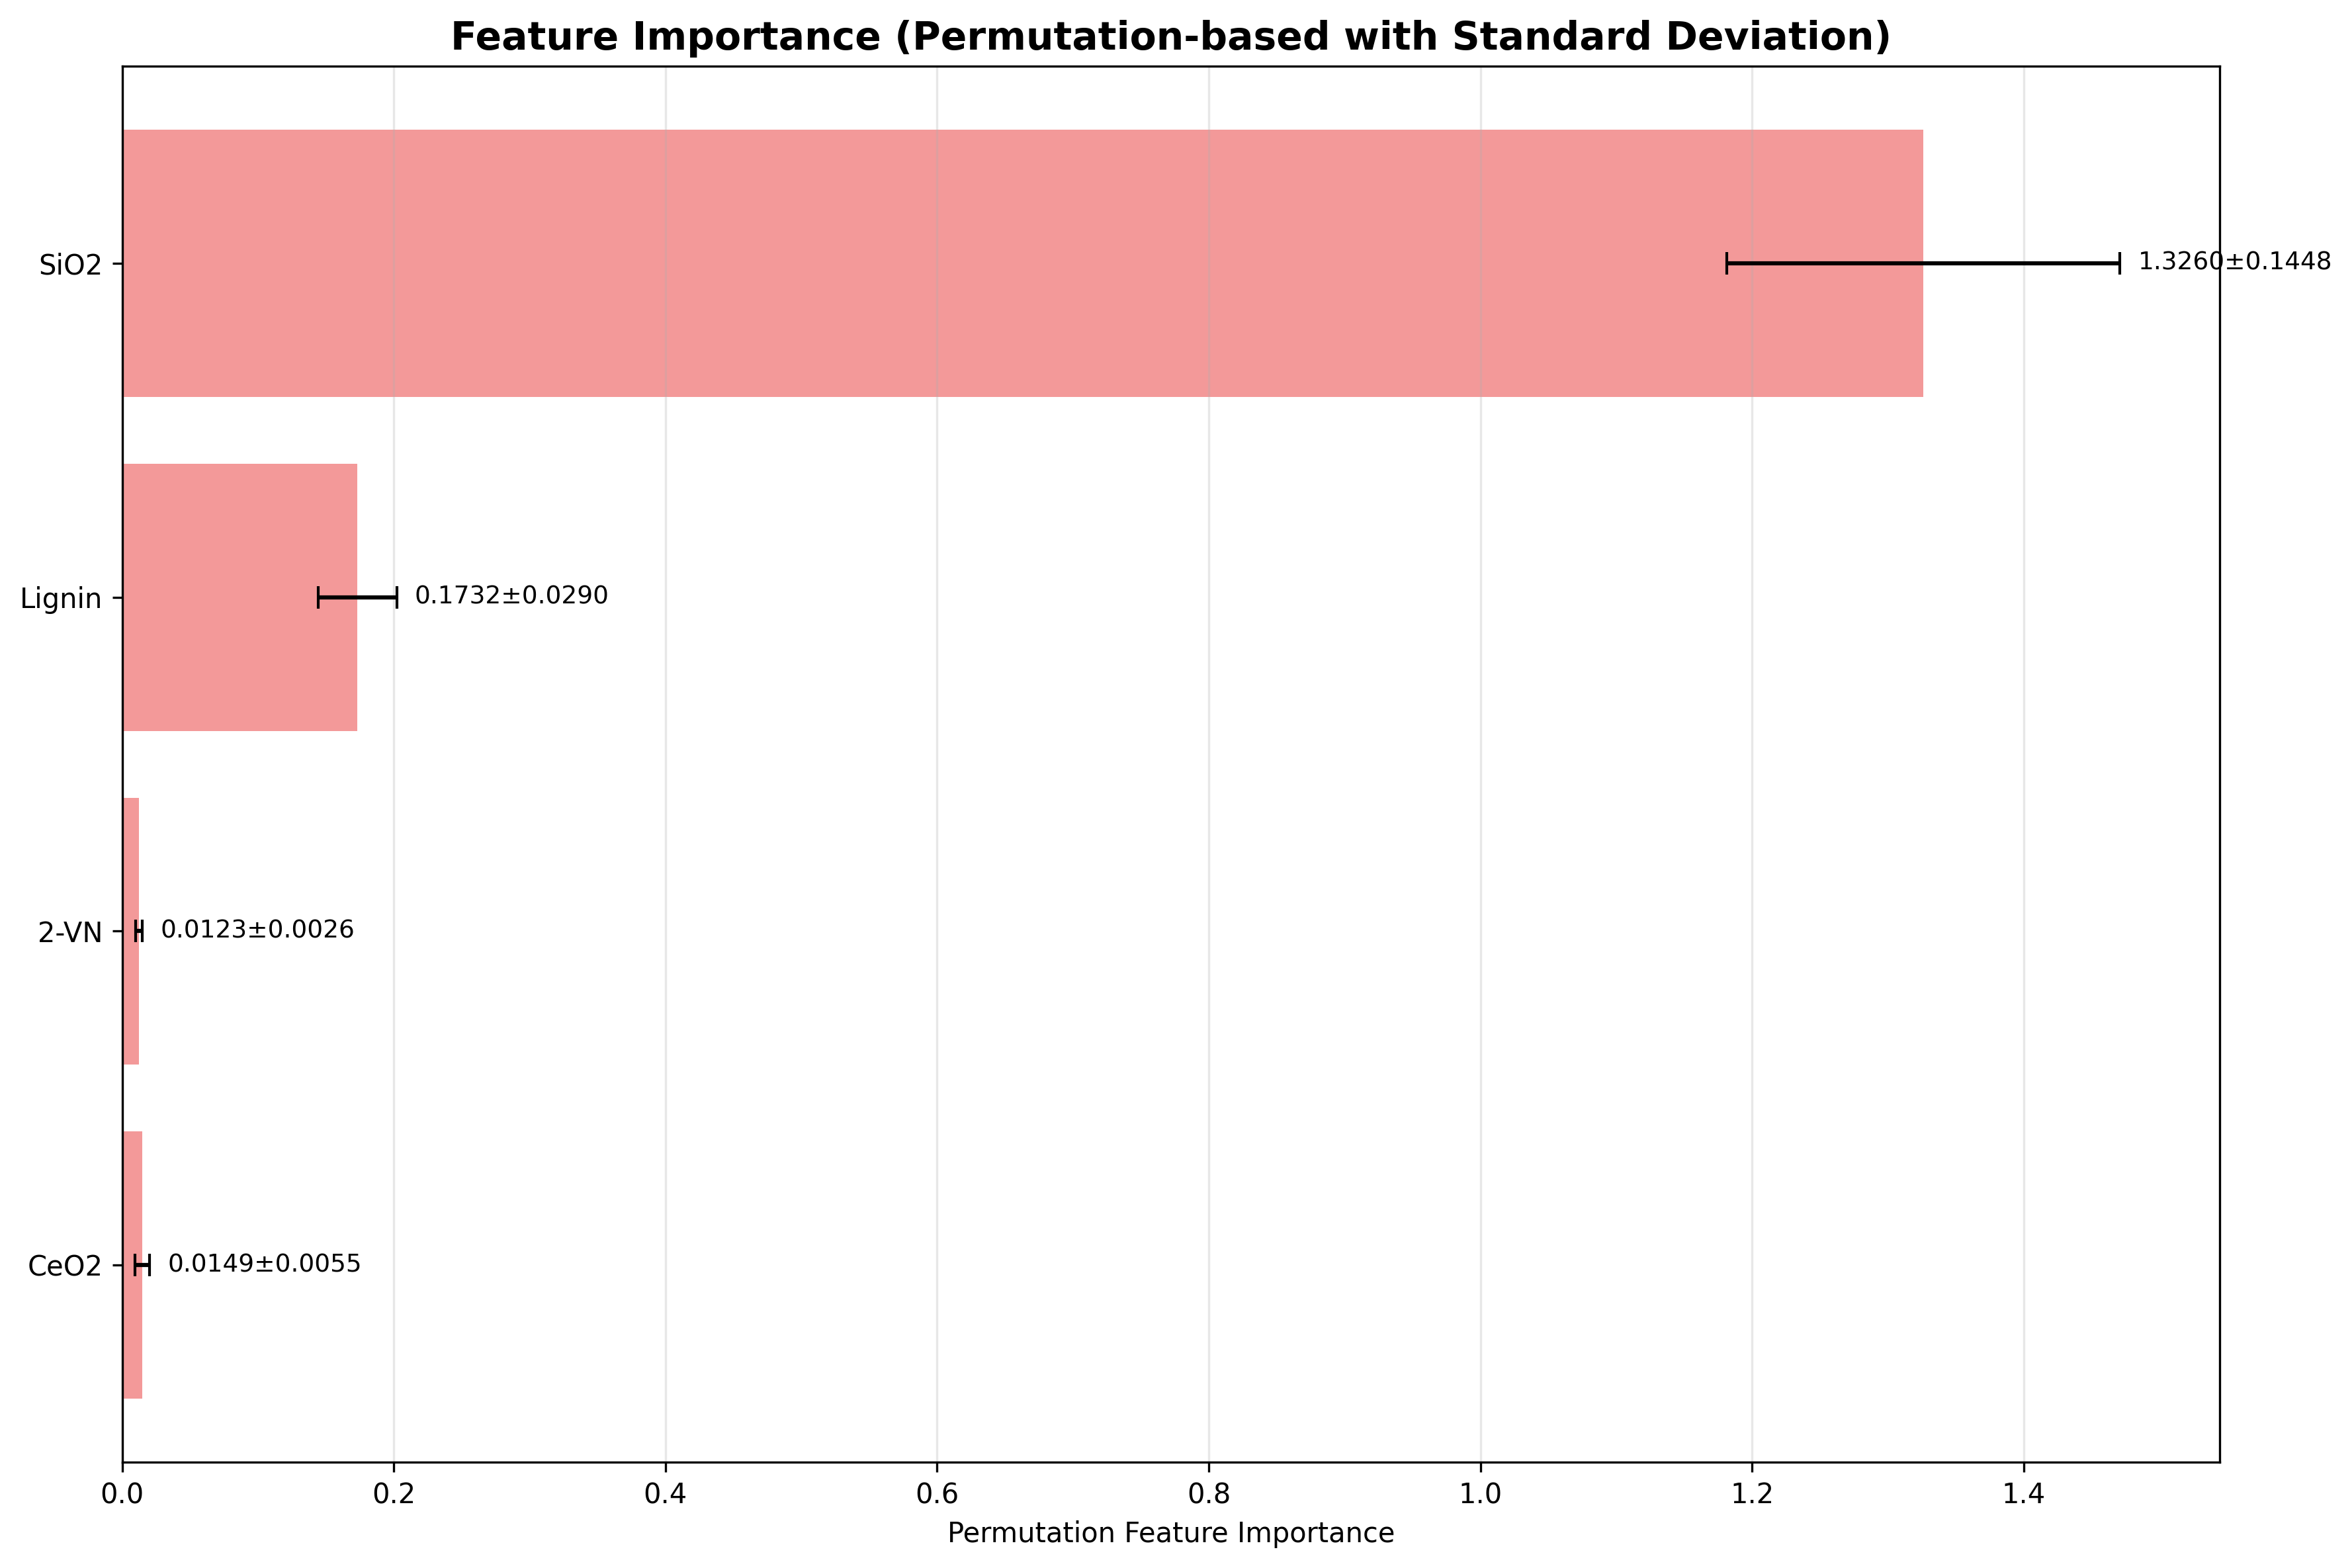 Feature Importance (Permutation-based with Standard Deviation)
SiO2
1.3260±0.1448
Lignin
0.1732±0.0290
2-VN
0.0123±0.0026
CeO2
0.0149±0.0055
0.0 0.2 0.4 0.6 0.8 1.0 1.2 1.4
Permutation Feature Importance